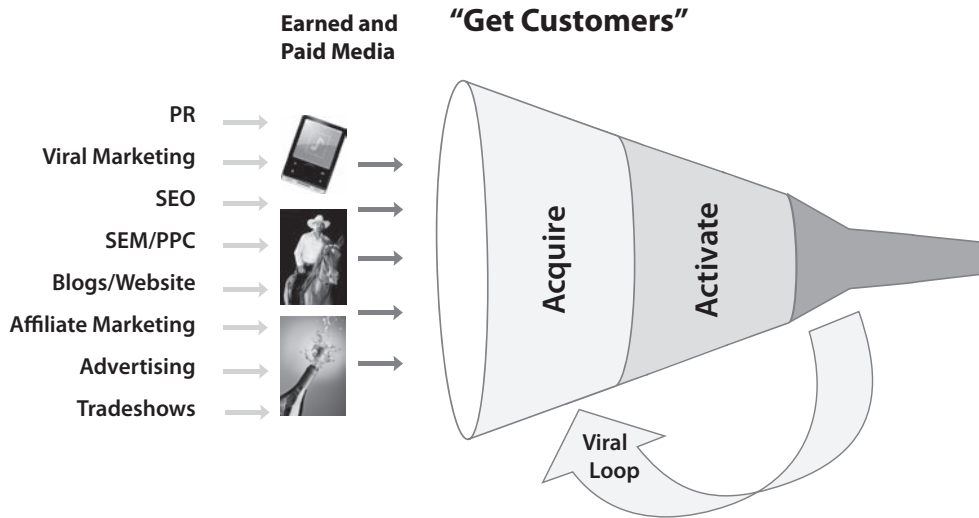 Earned and
Paid Media
“Get Customers”
PR
Viral Marketing
SEO
SEM/PPC
Blogs/Website
Affiliate Marketing
Advertising
Tradeshows
Acquire
Activate
Viral
Loop